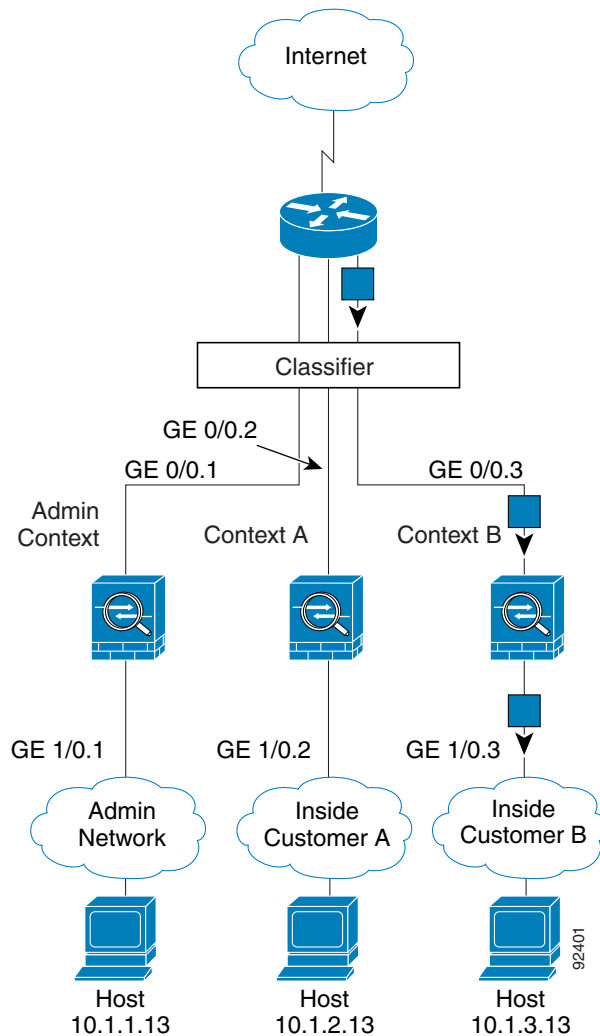 Internet
Classifier
GE 0/0.2
GE 0/0.1
GE 0/0.3
Admin
Context
Context A
Context B
GE 1/0.1
GE 1/0.2
GE 1/0.3
Admin
Network
Inside
Customer A
Inside
Customer B
Host
10.1.1.13
Host
10.1.2.13
Host
10.1.3.13
92401